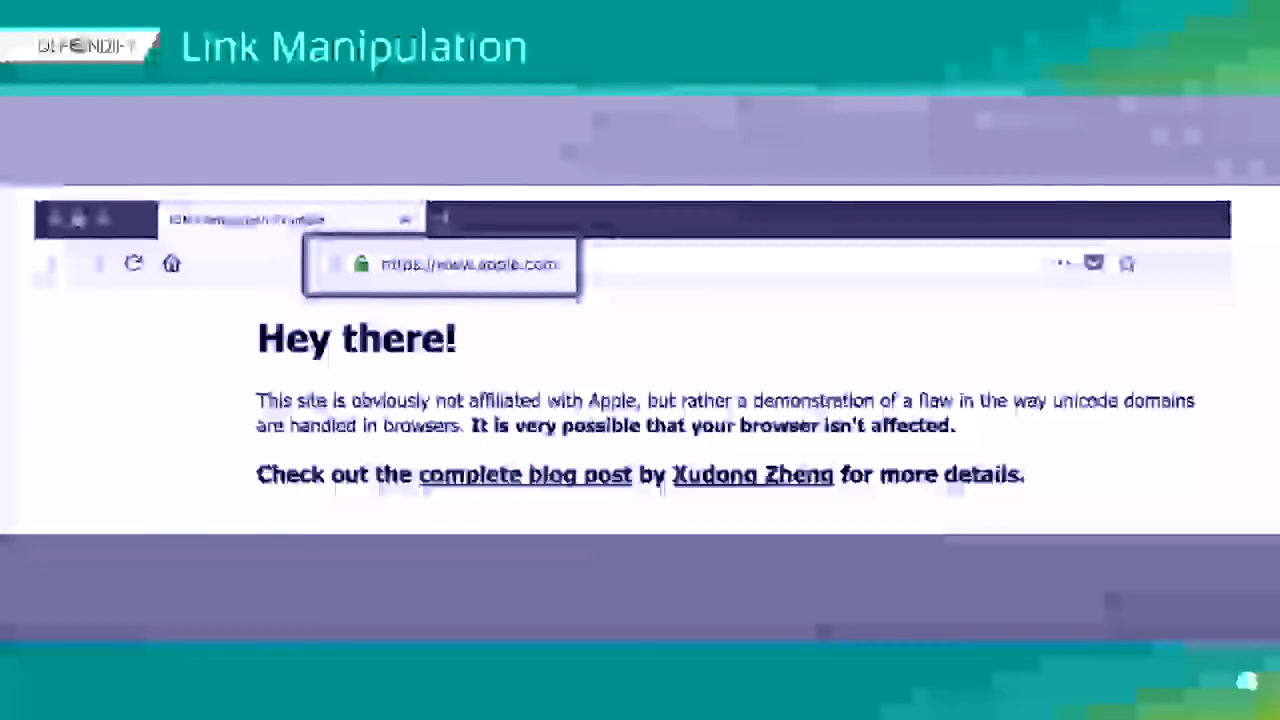 DEFENDIFY
Link Manipulation
https://www.apple.com
Hey there!
This site is obviously not affiliated with Apple, but rather a demonstration of a flaw in the way unicode domains
are handled in browsers. It is very possible that your browser isn't affected.
Check out the complete blog post by Xudong Zheng for more details.